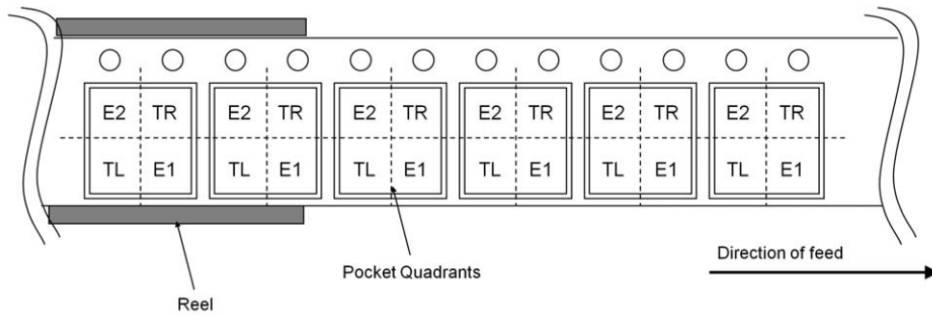 E2 TR E2 TR E2 TR E2 TR E2 TR E2 TR
TL E1 TL E1 TL E1 TL E1 TL E1 TL E1
Direction of feed
Pocket Quadrants
Reel